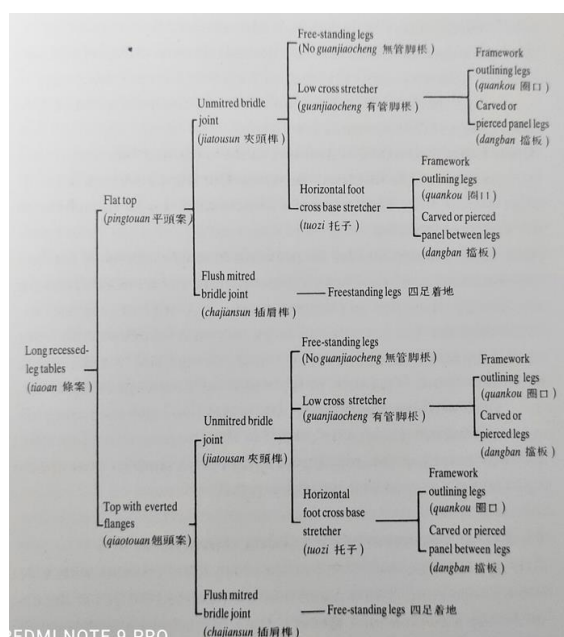 Long recessed-
leg tables
(tiaoan 條案)
Flat top
(pingtouan 平頭案)
Unmitred bridle
joint
(jiatousun 夾頭榫)
Free-standing legs
(No guanjiaocheng 無管脚棖)
Low cross stretcher
(guanjiaocheng 有管脚棖)
Framework
outlining legs
(quankou 圈口)
Carved or
pierced panel legs
(dangban 擋板)
Horizontal foot
cross base stretcher
(tuozi 托子)
Framework
outlining legs
(quankou 圈口)
Carved or pierced
panel between legs
(dangban 擋板)
Flush mitred
bridle joint
(chajiansun 插肩榫)
Freestanding legs 四足着地
Top with everted
flanges
(qiaotouan 翹頭案)
Unmitred bridle
joint
(jiatousun 夾頭榫)
Free-standing legs
(No guanjiaocheng 無管脚棖)
Low cross stretcher
(guanjiaocheng 有管脚棖)
Framework
outlining legs
(quankou 圈口)
Carved or
pierced legs
(dangban 擋板)
Horizontal
foot cross base
stretcher
(tuozi 托子)
Framework
outlining legs
(quankou 圈口)
Carved or pierced
panel between legs
(dangban 擋板)
Flush mitred
bridle joint
(chajiansun 插肩榫)
Free-standing legs 四足着地
REDMI NOTE 9 PRO